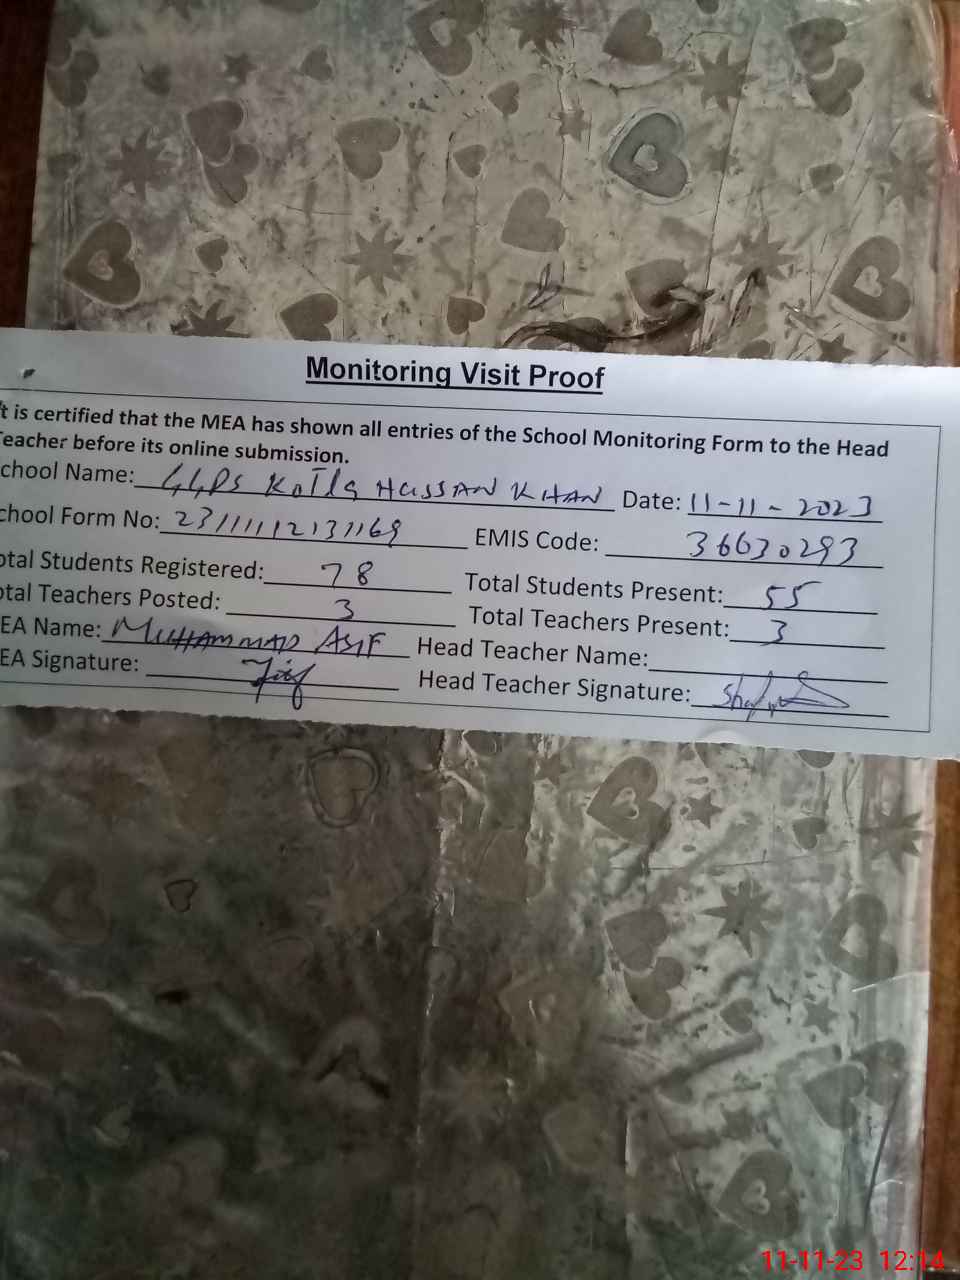 Monitoring Visit Proof
t is certified that the MEA has shown all entries of the School Monitoring Form to the Head
Teacher before its online submission.
chool Name: GGPS Kotla HASSAN KHAN Date: 11-11-2023
chool Form No: EMIS Code: 36630293
otal Students Registered: 78 Total Students Present: 55
otal Teachers Posted: 3 Total Teachers Present: 3
EA Name: MUHAMMAD ASIF Head Teacher Name:
EA Signature: Head Teacher Signature:
11-11-23 12:14